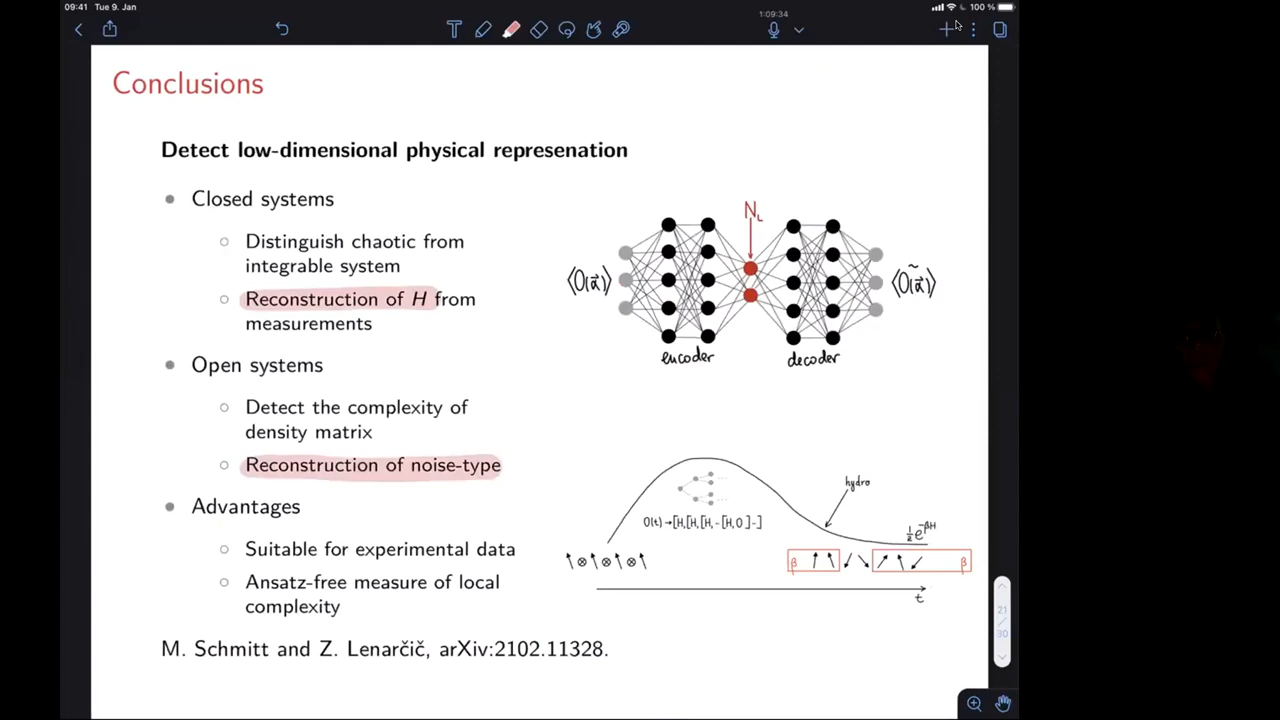 09:41 Tue 9. Jan
100 %
1:09:34
T
Conclusions
Detect low-dimensional physical represenation
Closed systems
Distinguish chaotic from
integrable system
Reconstruction of H from
measurements
Open systems
Detect the complexity of
density matrix
Reconstruction of noise-type
Advantages
Suitable for experimental data
Ansatz-free measure of local
complexity
M. Schmitt and Z. Lenarčič, arXiv:2102.11328.
N_L
⟨O(α⃗)⟩
⟨Õ(α⃗)⟩
encoder
decoder
hydro
O(t)→[H,[H,[H,-[H,O]-]
1/Z e^-βH
β
β
t
21
/
30